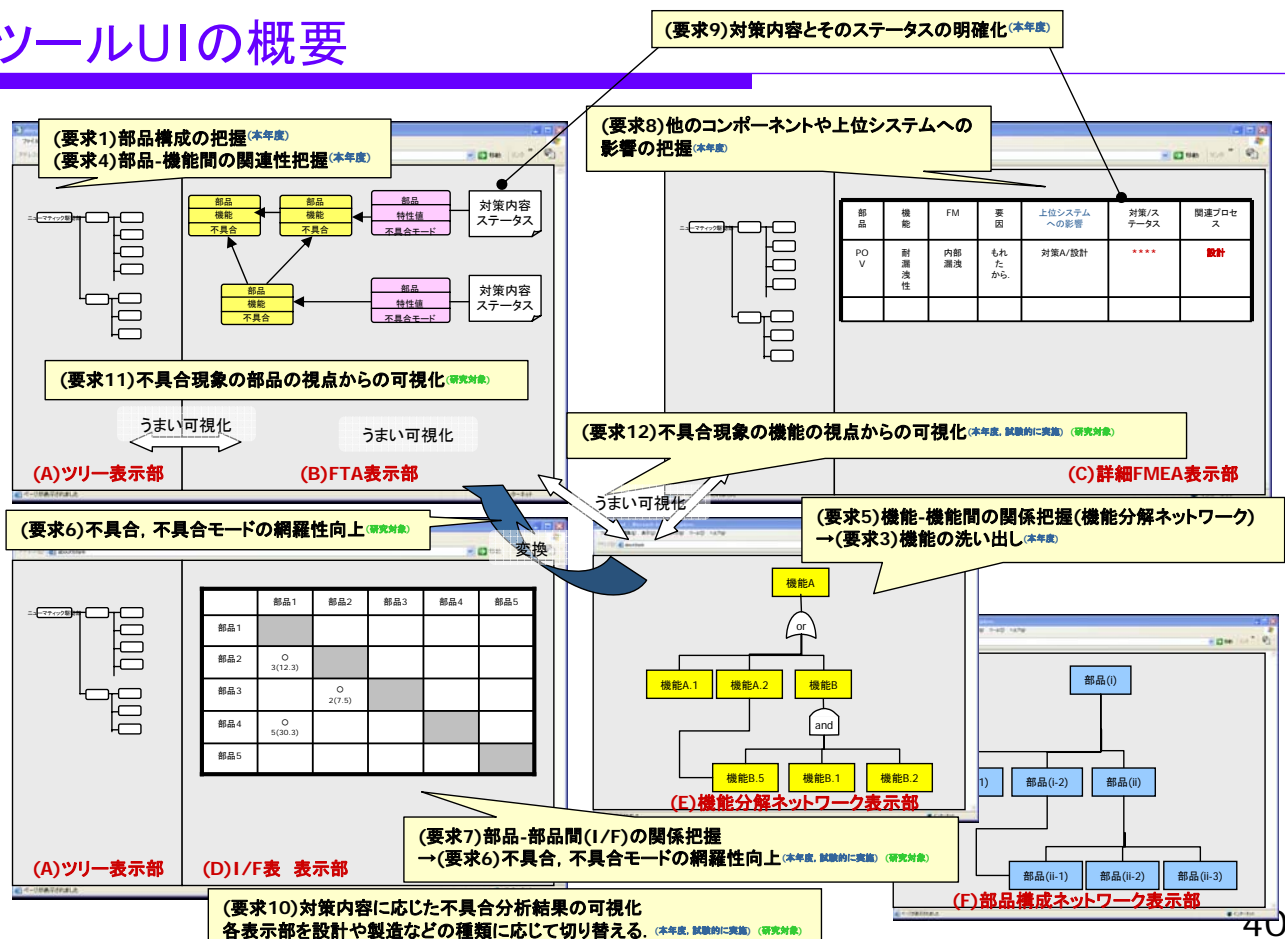 ツールUIの概要
(要求9)対策内容とそのステータスの明確化(本年度)
(要求1)部品構成の把握(本年度)
(要求4)部品-機能間の関連性把握(本年度)
(要求8)他のコンポーネントや上位システムへの
影響の把握(本年度)
部品
機能
不具合
部品
機能
不具合
部品
特性値
不具合モード
対策内容
ステータス
部品
機能
不具合
部品
特性値
不具合モード
対策内容
ステータス
部品 機能 FM 要因 上位システムへの影響 対策/ステータス 関連プロセス
POV 耐漏洩性 内部漏洩 もれたから. 対策A/設計 **** 設計
(要求11)不具合現象の部品の視点からの可視化(研究対象)
うまい可視化
うまい可視化
(A)ツリー表示部
(B)FTA表示部
(要求12)不具合現象の機能の視点からの可視化(本年度, 試験的に実施) (研究対象)
(C)詳細FMEA表示部
うまい可視化
(要求6)不具合, 不具合モードの網羅性向上(研究対象)
変換
(要求5)機能-機能間の関係把握(機能分解ネットワーク)
→(要求3)機能の洗い出し(本年度)
部品1 部品2 部品3 部品4 部品5
部品1
部品2 ○ 3(12.3)
部品3 ○ 2(7.5)
部品4 ○ 5(30.3)
部品5
機能A
or
機能A.1 機能A.2 機能B
and
機能B.5 機能B.1 機能B.2
(E)機能分解ネットワーク表示部
部品(i)
1) 部品(i-2) 部品(ii)
部品(ii-1) 部品(ii-2) 部品(ii-3)
(F)部品構成ネットワーク表示部
(要求7)部品-部品間(I/F)の関係把握
→(要求6)不具合, 不具合モードの網羅性向上(本年度, 試験的に実施) (研究対象)
(A)ツリー表示部
(D)I/F表 表示部
(要求10)対策内容に応じた不具合分析結果の可視化
各表示部を設計や製造などの種類に応じて切り替える. (本年度, 試験的に実施) (研究対象)
40